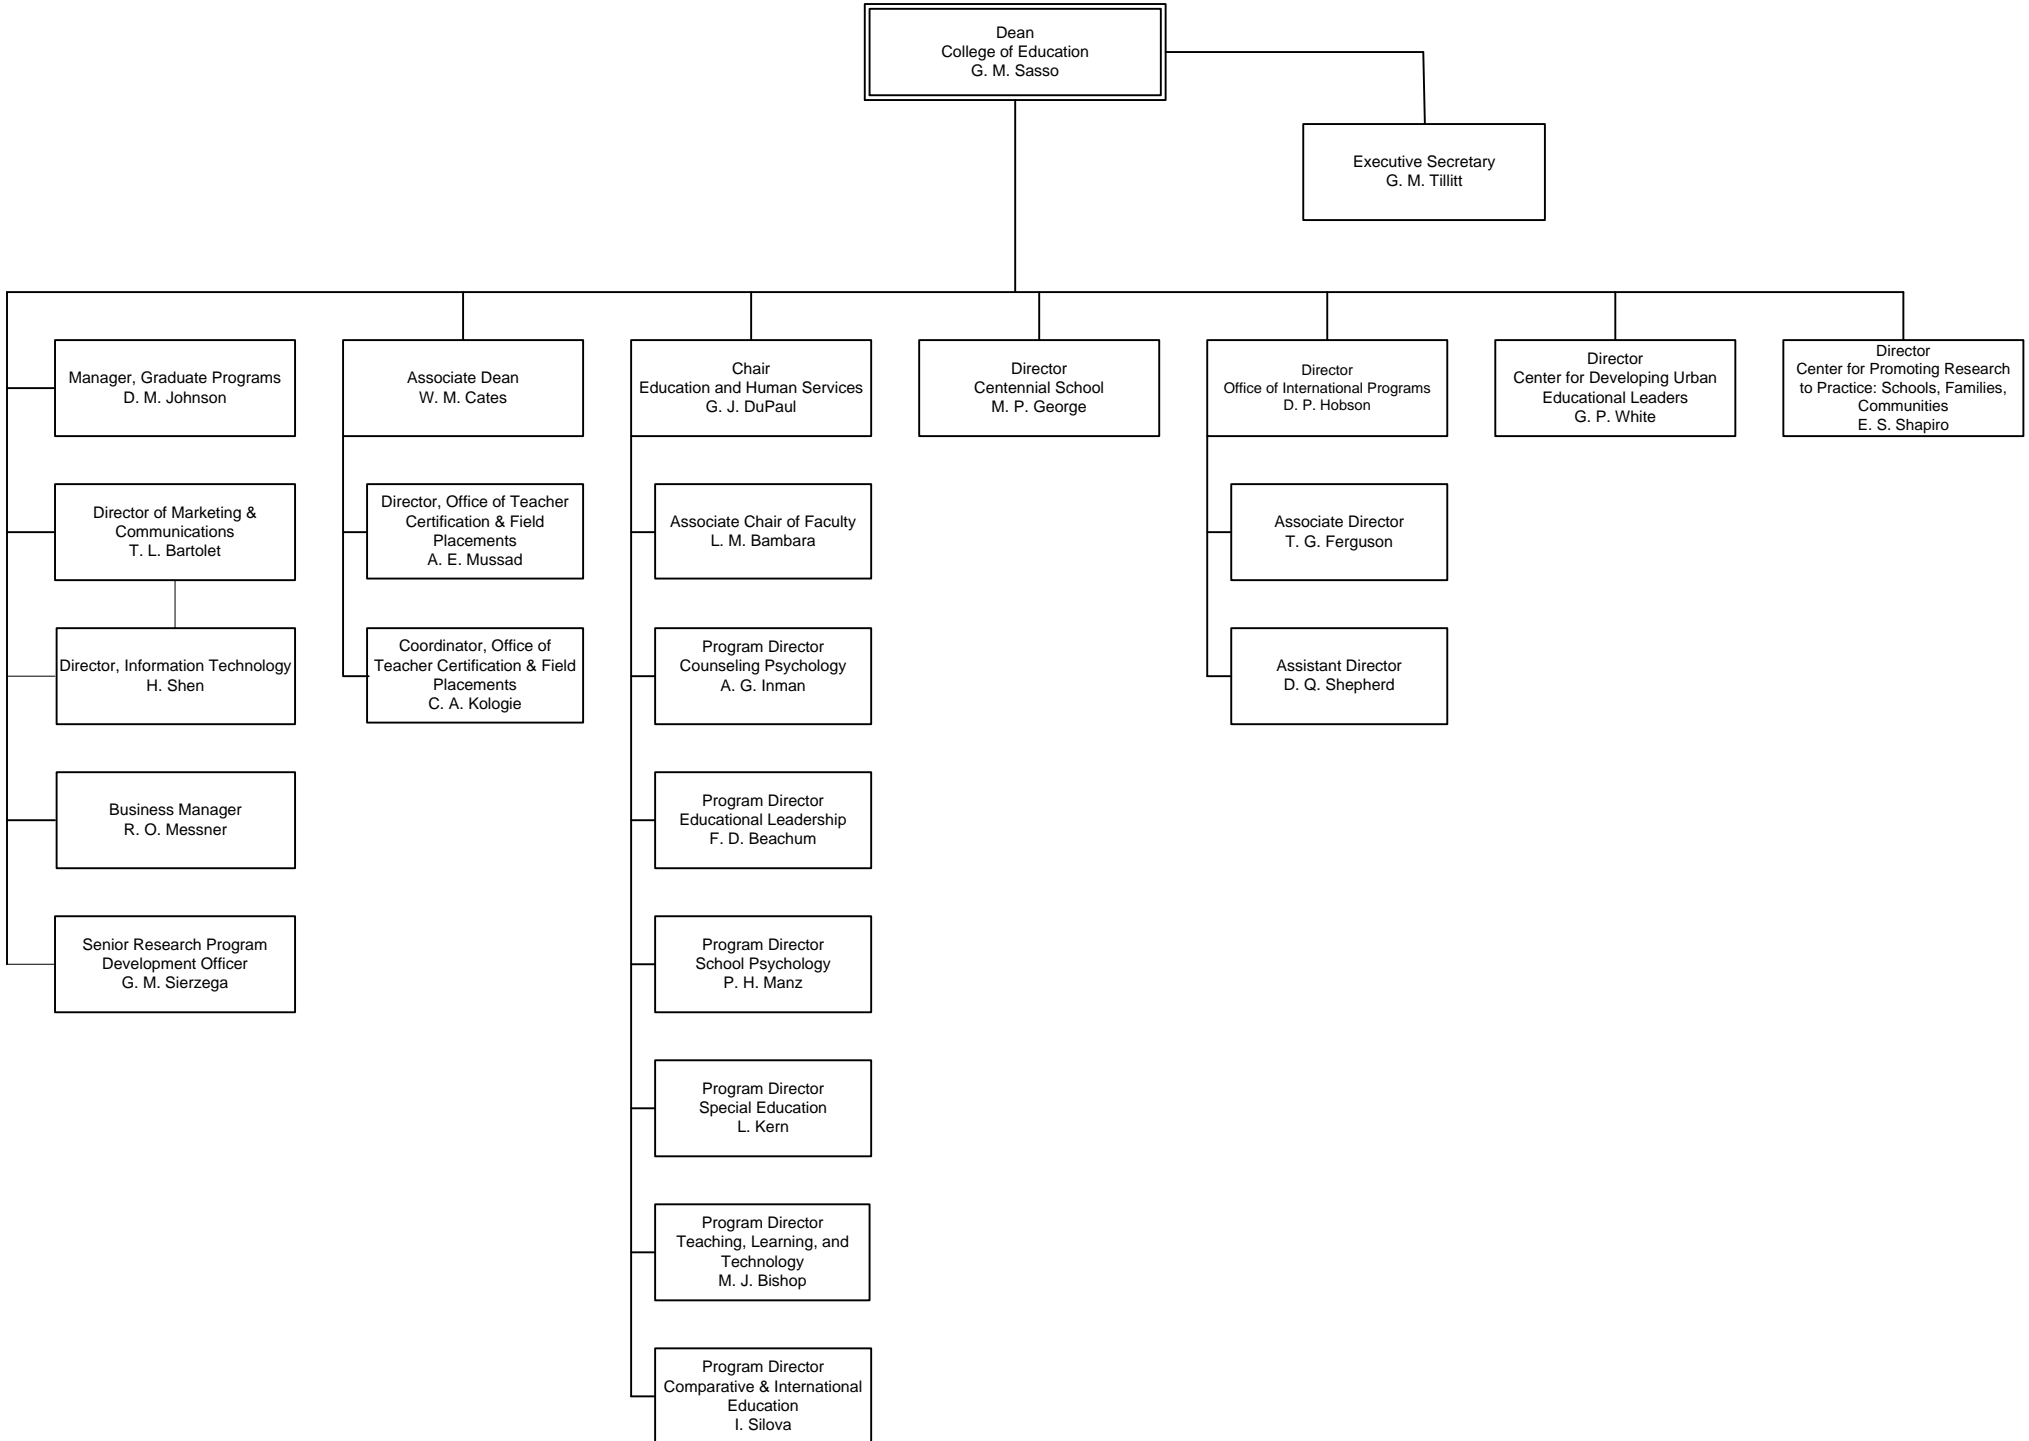 Dean
College of Education
G. M. Sasso
Executive Secretary
G. M. Tillitt
Manager, Graduate Programs
D. M. Johnson
Director of Marketing &
Communications
T. L. Bartolet
Director, Information Technology
H. Shen
Business Manager
R. O. Messner
Senior Research Program
Development Officer
G. M. Sierzega
Associate Dean
W. M. Cates
Director, Office of Teacher
Certification & Field
Placements
A. E. Mussad
Coordinator, Office of
Teacher Certification & Field
Placements
C. A. Kologie
Chair
Education and Human Services
G. J. DuPaul
Associate Chair of Faculty
L. M. Bambara
Program Director
Counseling Psychology
A. G. Inman
Program Director
Educational Leadership
F. D. Beachum
Program Director
School Psychology
P. H. Manz
Program Director
Special Education
L. Kern
Program Director
Teaching, Learning, and
Technology
M. J. Bishop
Program Director
Comparative & International
Education
I. Silova
Director
Centennial School
M. P. George
Director
Office of International Programs
D. P. Hobson
Associate Director
T. G. Ferguson
Assistant Director
D. Q. Shepherd
Director
Center for Developing Urban
Educational Leaders
G. P. White
Director
Center for Promoting Research
to Practice: Schools, Families,
Communities
E. S. Shapiro